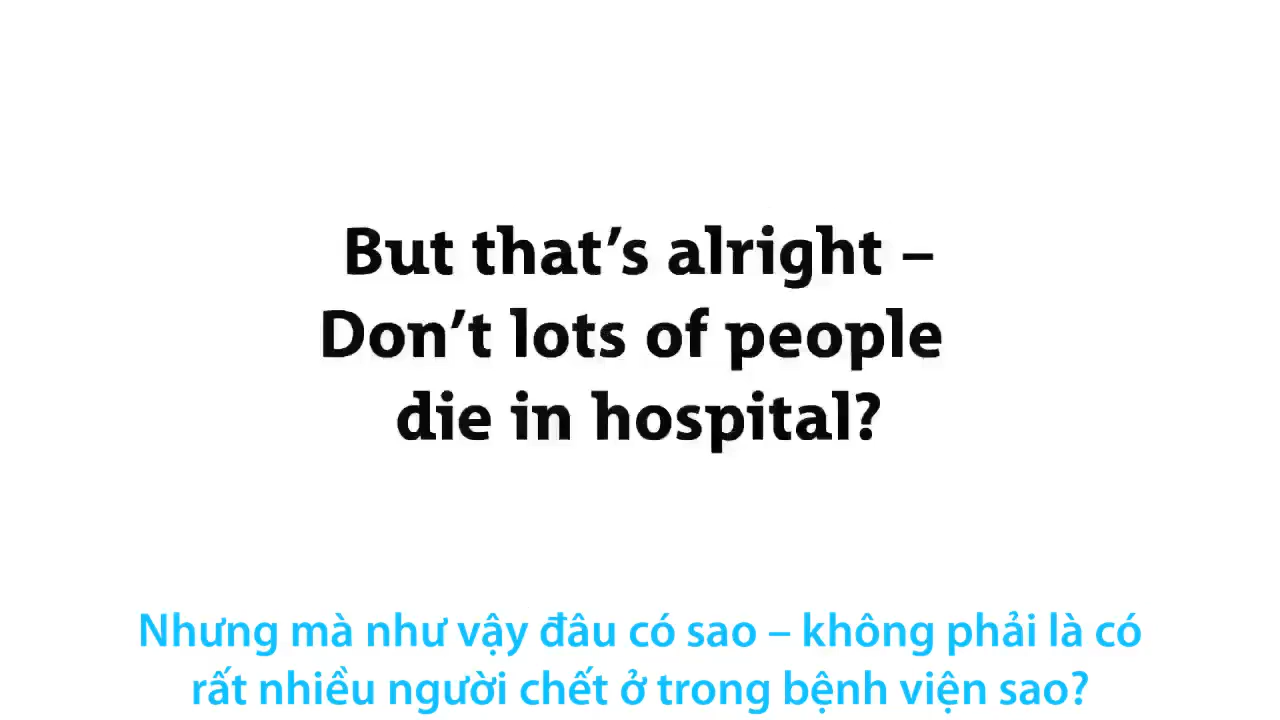 But that’s alright –
Don’t lots of people
die in hospital?
Nhưng mà như vậy đâu có sao – không phải là có
rất nhiều người chết ở trong bệnh viện sao?